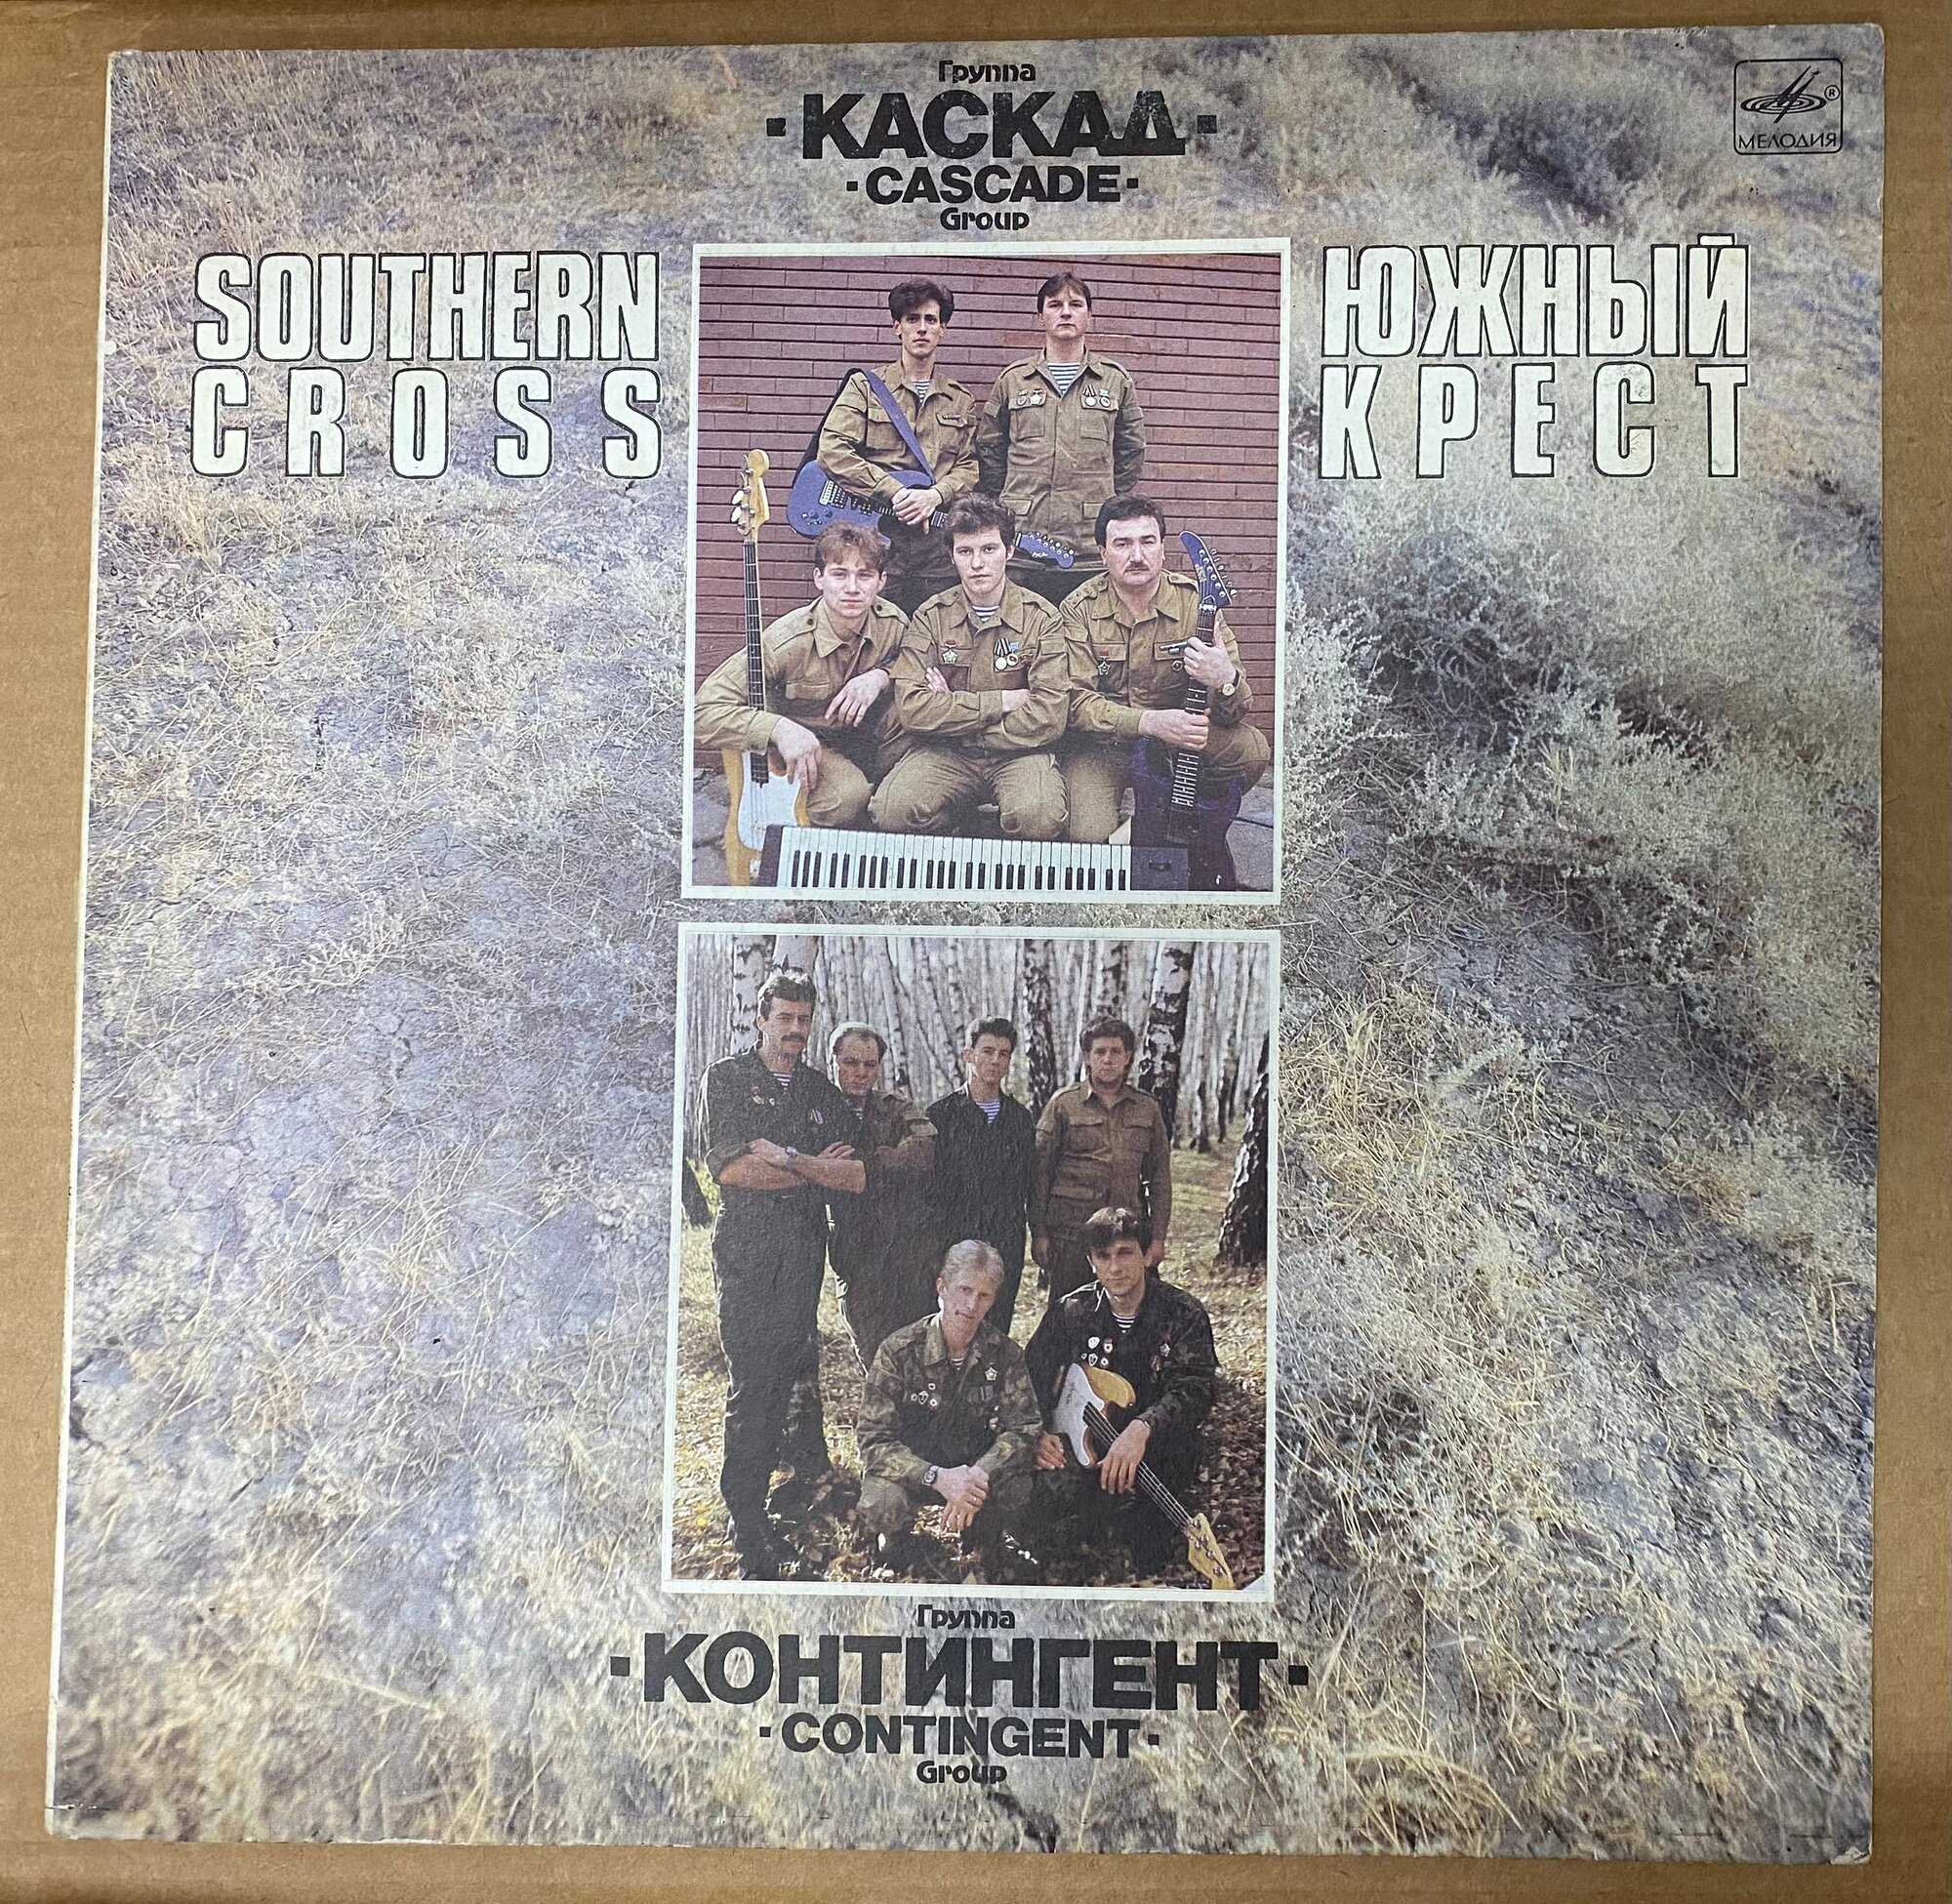 Группа
·КАСКАД·
·CASCADE·
Group
®
МЕЛОДИЯ
SOUTHERN
CROSS
ЮЖНЫЙ
КРЕСТ
Группа
·КОНТИНГЕНТ·
·CONTINGENT·
Group